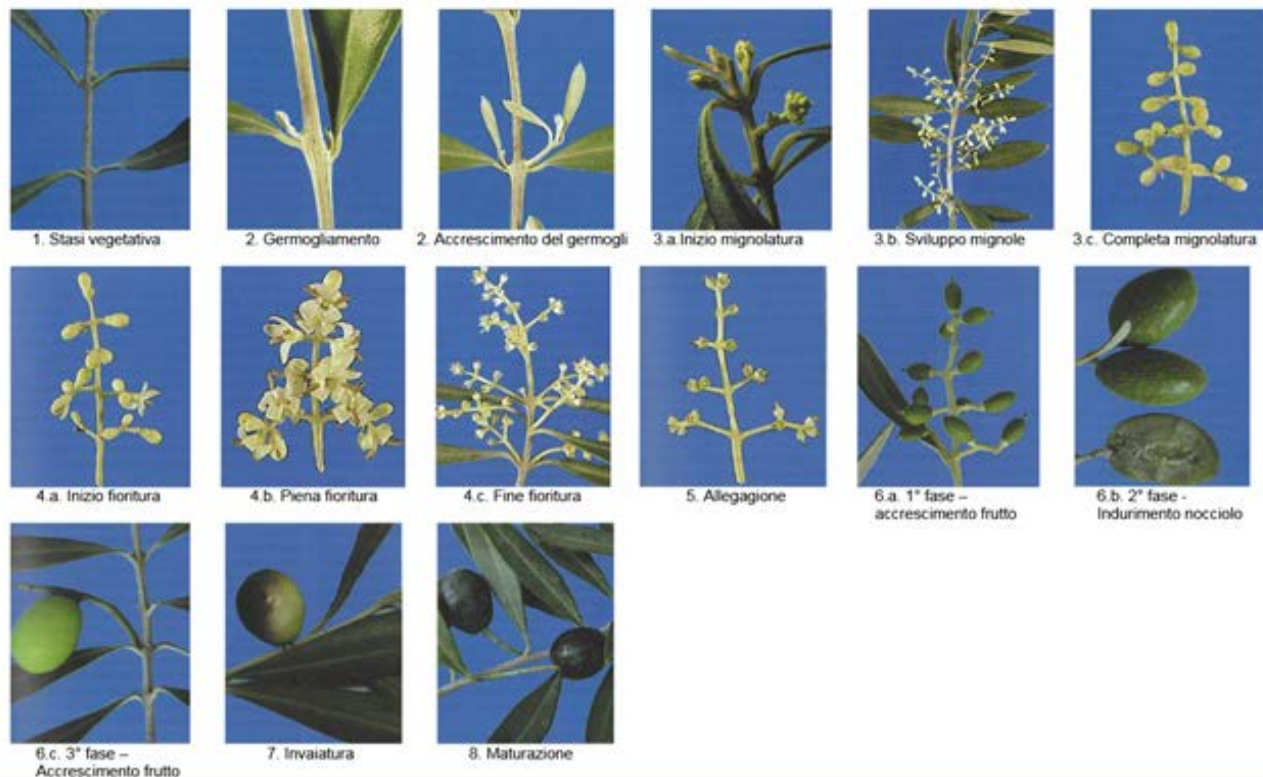 1. Stasi vegetativa
2. Germogliamento
2. Accrescimento del germogli
3.a.Inizio mignolatura
3.b. Sviluppo mignole
3.c. Completa mignolatura
4.a. Inizio fioritura
4.b. Piena fioritura
4.c. Fine fioritura
5. Allegagione
6.a. 1° fase –
accrescimento frutto
6.b. 2° fase -
Indurimento nocciolo
6.c. 3° fase –
Accrescimento frutto
7. Invaiatura
8. Maturazione